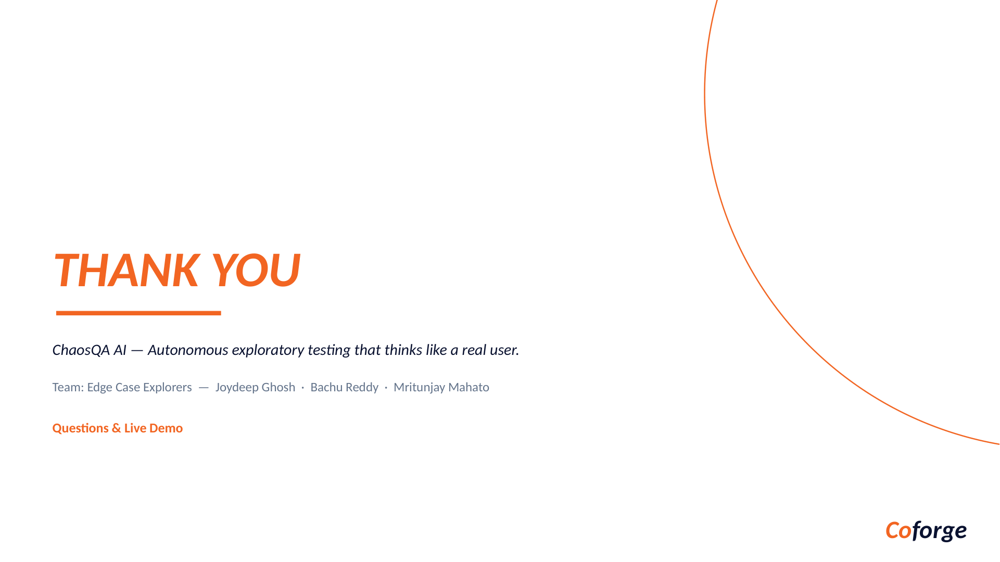 THANK YOU
ChaosQA AI — Autonomous exploratory testing that thinks like a real user.
Team: Edge Case Explorers — Joydeep Ghosh · Bachu Reddy · Mritunjay Mahato
Questions & Live Demo
Coforge